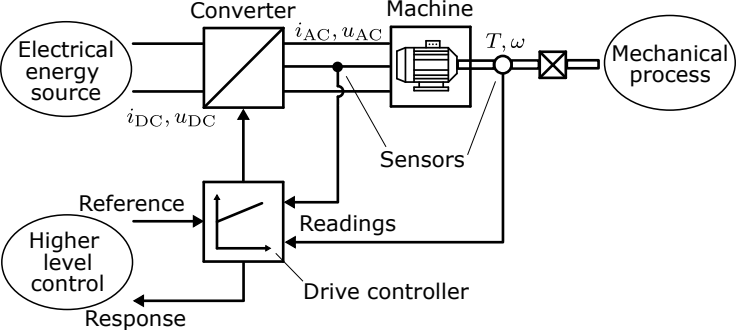 Converter
Machine
Electrical
energy
source
i_AC, u_AC
T, ω
Mechanical
process
i_DC, u_DC
Sensors
Reference
Readings
Higher
level
control
Drive controller
Response